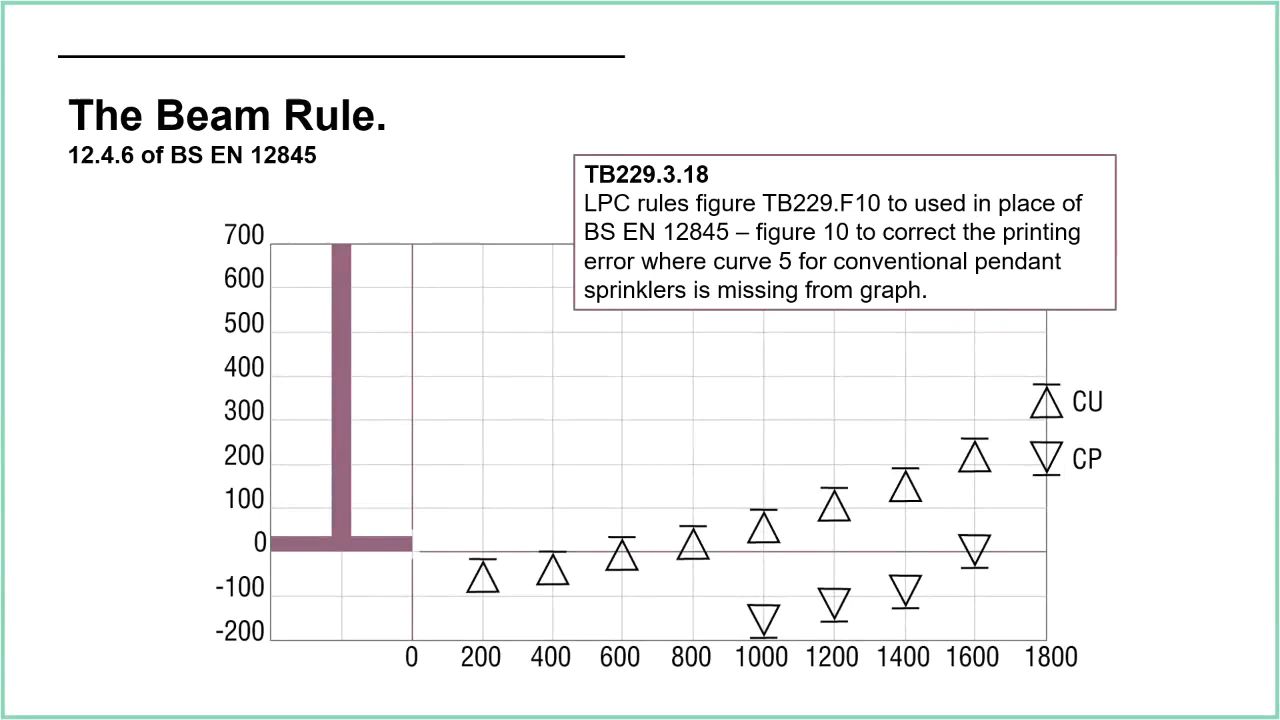 The Beam Rule.
12.4.6 of BS EN 12845
TB229.3.18
LPC rules figure TB229.F10 to used in place of
BS EN 12845 – figure 10 to correct the printing
error where curve 5 for conventional pendant
sprinklers is missing from graph.
700
600
500
400
300
200
100
0
-100
-200
CU
CP
0 200 400 600 800 1000 1200 1400 1600 1800